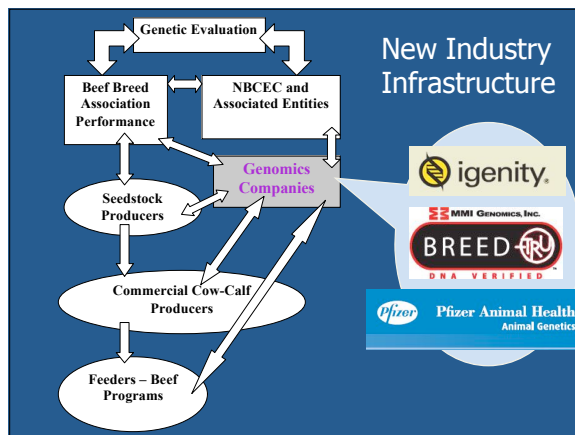 Genetic Evaluation
New Industry
Infrastructure
Beef Breed
Association
Performance
NBCEC and
Associated Entities
Genomics
Companies
Seedstock
Producers
Commercial Cow-Calf
Producers
Feeders – Beef
Programs
igenity®
MMI GENOMICS, INC.
BREED TRU™
DNA VERIFIED
Pfizer Pfizer Animal Health
Animal Genetics